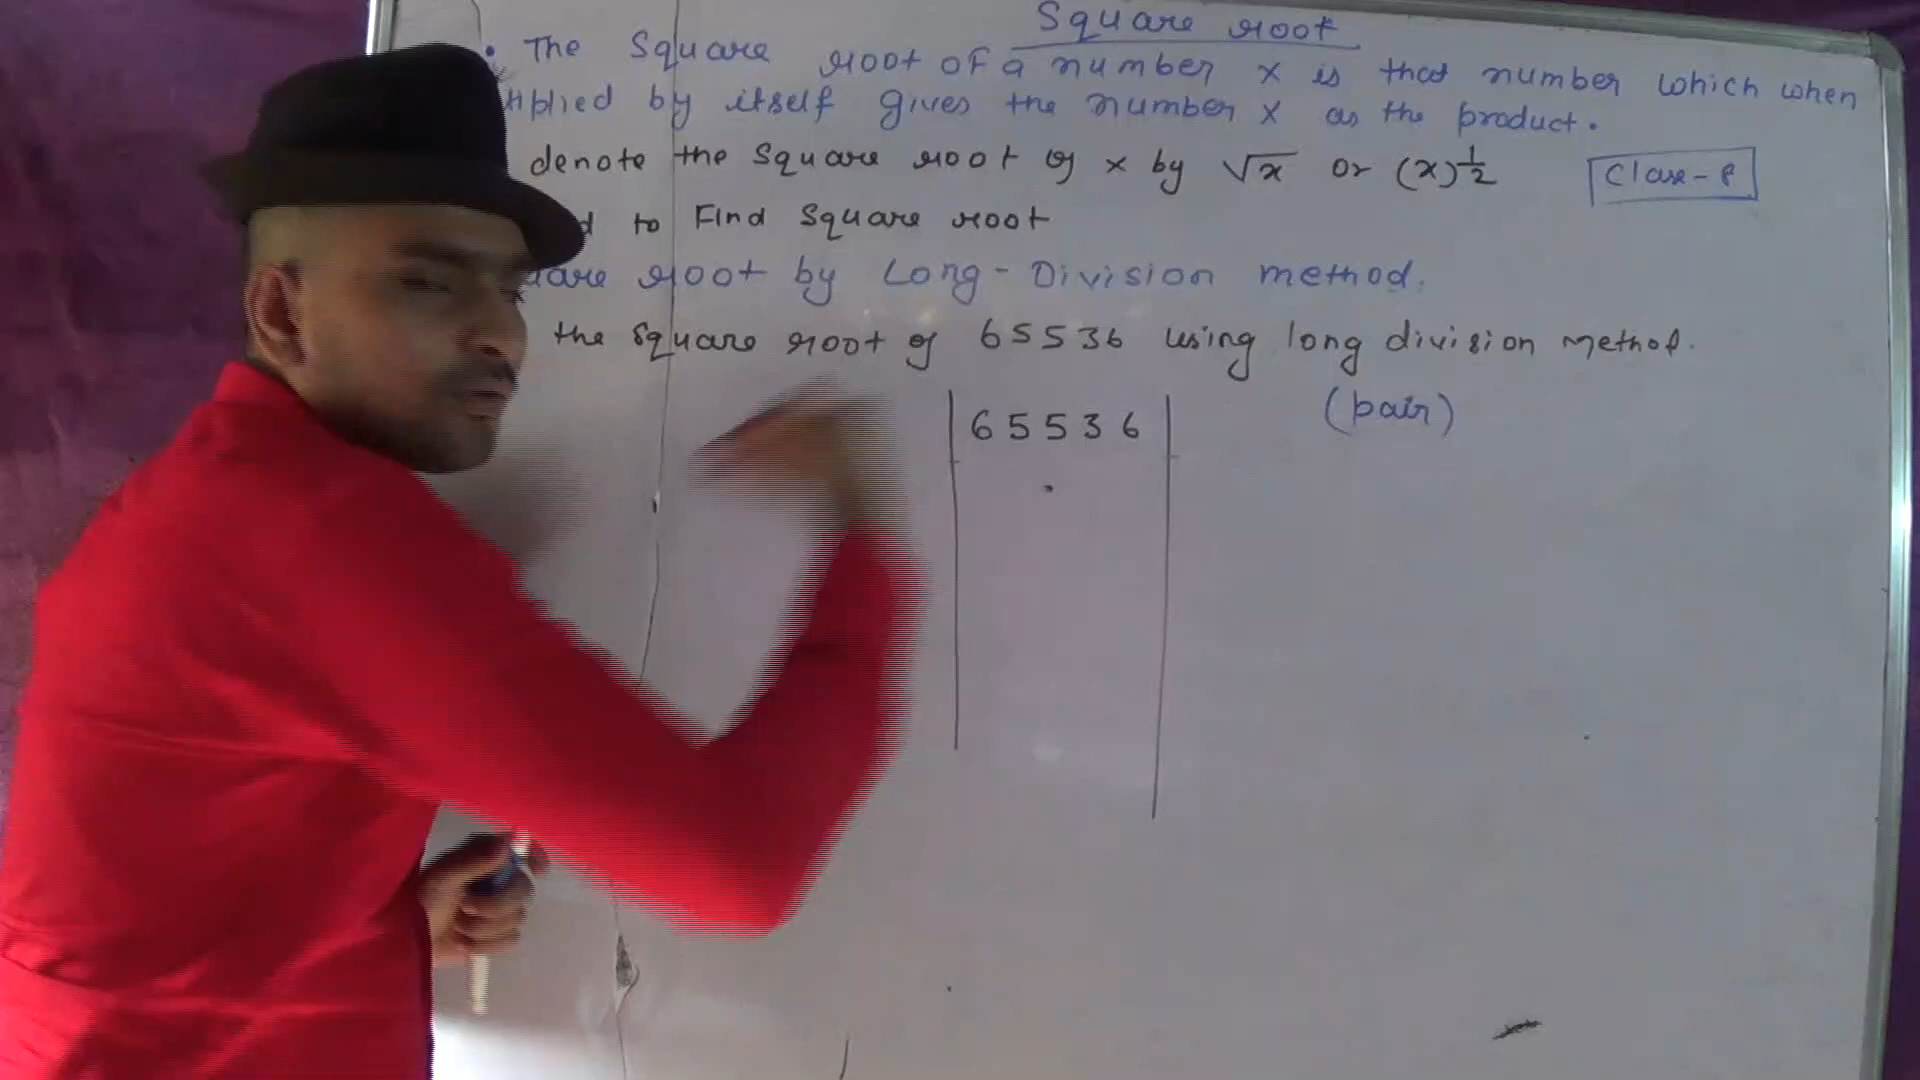 Square root
• The Square root of a number x is that number which when
plied by itself gives the number x as the product.
denote the Square root of x by √x or (x)½
Class-8
d to Find Square root
uare root by Long-Division method.
the square root of 65536 using long division method.
(pair)
65536